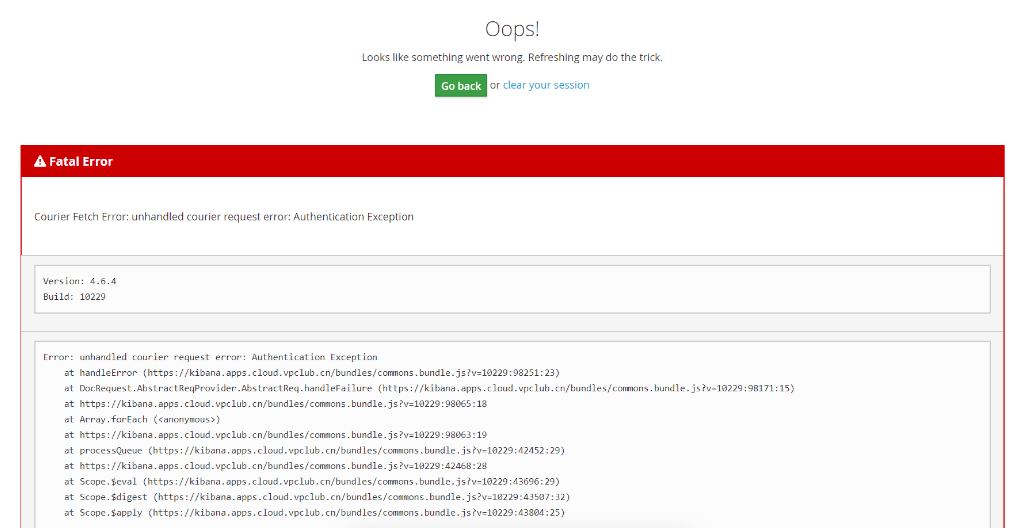 Oops!
Looks like something went wrong. Refreshing may do the trick.
Go back or clear your session
Fatal Error
Courier Fetch Error: unhandled courier request error: Authentication Exception
Version: 4.6.4
Build: 10229
Error: unhandled courier request error: Authentication Exception
at handleError (https://kibana.apps.cloud.vpclub.cn/bundles/commons.bundle.js?v=10229:98251:23)
at DocRequest.AbstractReqProvider.AbstractReq.handleFailure (https://kibana.apps.cloud.vpclub.cn/bundles/commons.bundle.js?v=10229:98171:15)
at https://kibana.apps.cloud.vpclub.cn/bundles/commons.bundle.js?v=10229:98065:18
at Array.forEach (<anonymous>)
at https://kibana.apps.cloud.vpclub.cn/bundles/commons.bundle.js?v=10229:98063:19
at processQueue (https://kibana.apps.cloud.vpclub.cn/bundles/commons.bundle.js?v=10229:42452:29)
at https://kibana.apps.cloud.vpclub.cn/bundles/commons.bundle.js?v=10229:42468:28
at Scope.$eval (https://kibana.apps.cloud.vpclub.cn/bundles/commons.bundle.js?v=10229:43696:29)
at Scope.$digest (https://kibana.apps.cloud.vpclub.cn/bundles/commons.bundle.js?v=10229:43507:32)
at Scope.$apply (https://kibana.apps.cloud.vpclub.cn/bundles/commons.bundle.js?v=10229:43804:25)